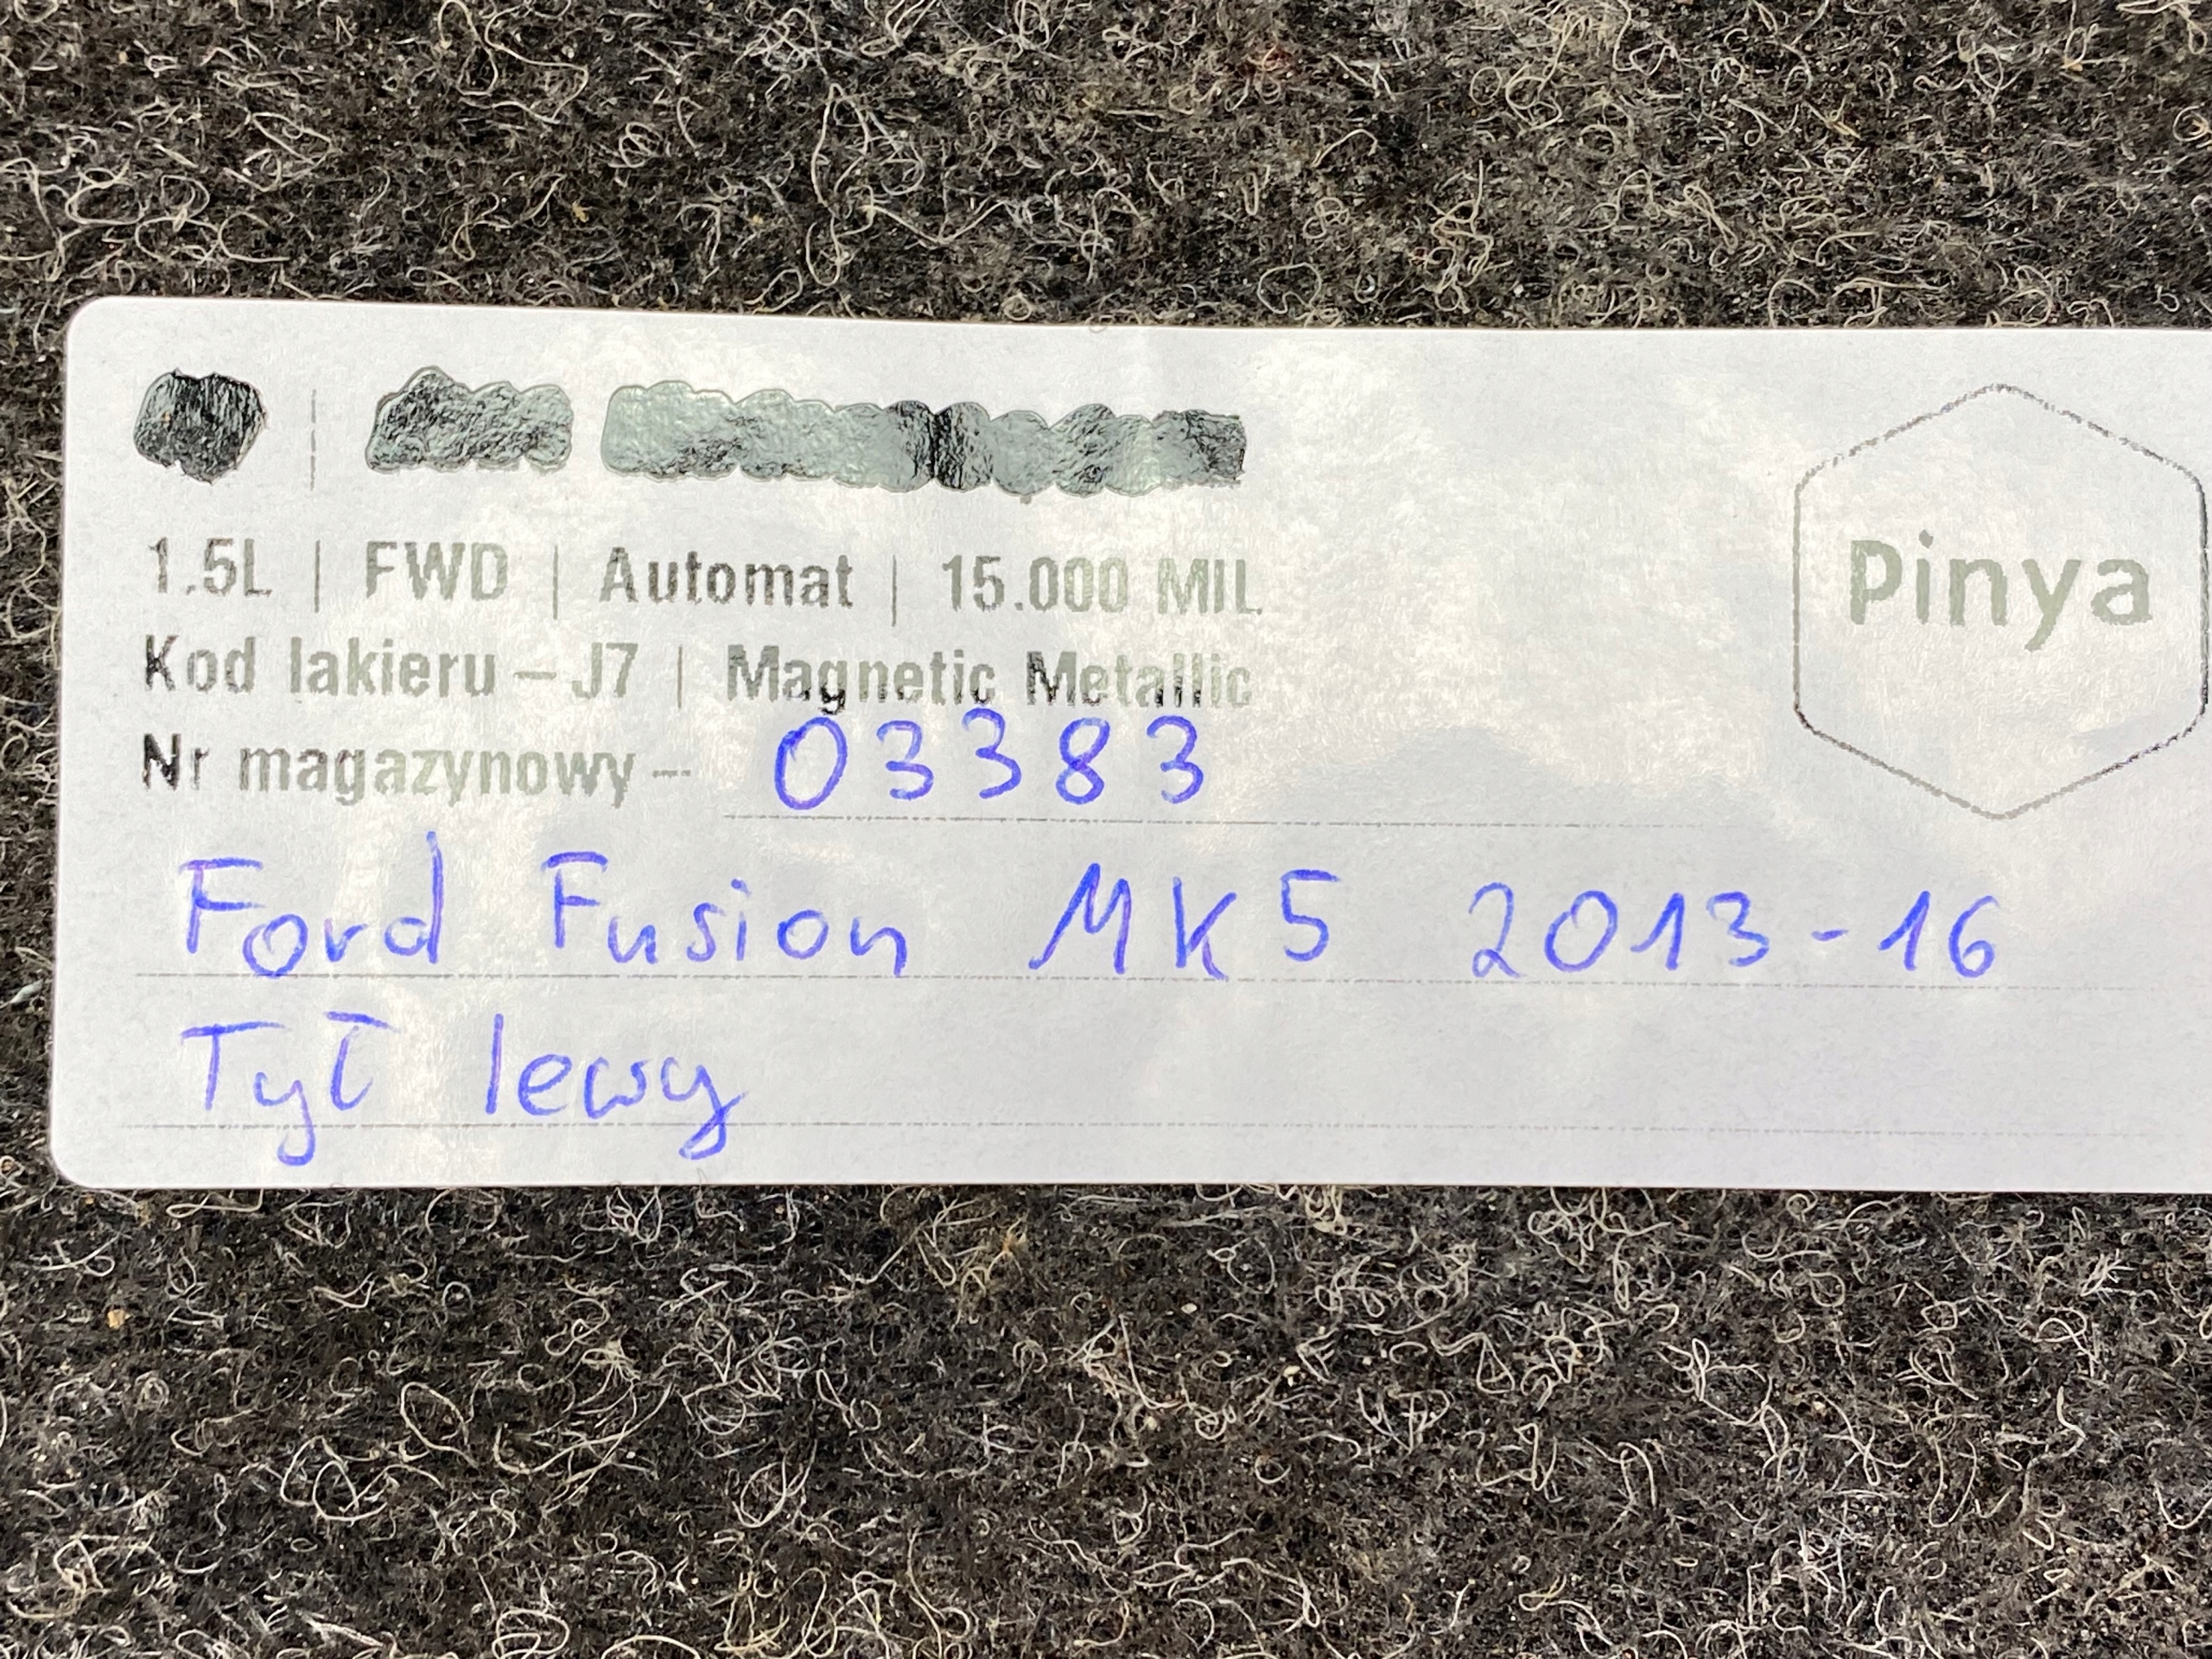 1.5L | FWD | Automat | 15.000 MIL
Kod lakieru – J7 | Magnetic Metallic
Nr magazynowy – 03383
Ford Fusion MK5 2013-16
Tył lewy
Pinya